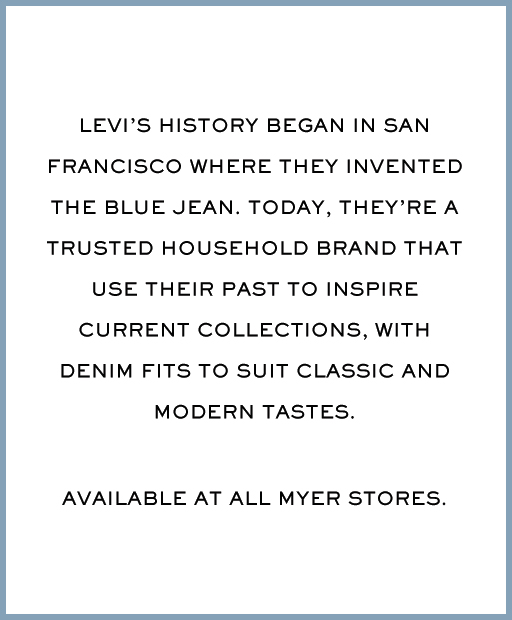 LEVI’S HISTORY BEGAN IN SAN
FRANCISCO WHERE THEY INVENTED
THE BLUE JEAN. TODAY, THEY’RE A
TRUSTED HOUSEHOLD BRAND THAT
USE THEIR PAST TO INSPIRE
CURRENT COLLECTIONS, WITH
DENIM FITS TO SUIT CLASSIC AND
MODERN TASTES.
AVAILABLE AT ALL MYER STORES.